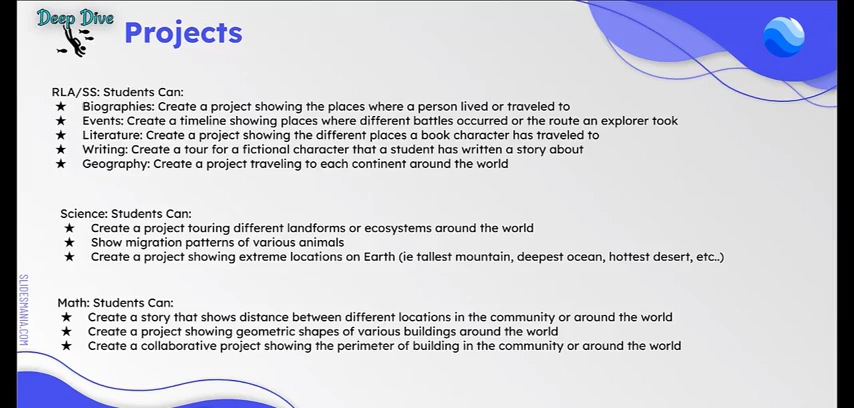 Deep Dive
Projects
RLA/SS: Students Can:
★ Biographies: Create a project showing the places where a person lived or traveled to
★ Events: Create a timeline showing places where different battles occurred or the route an explorer took
★ Literature: Create a project showing the different places a book character has traveled to
★ Writing: Create a tour for a fictional character that a student has written a story about
★ Geography: Create a project traveling to each continent around the world
Science: Students Can:
★ Create a project touring different landforms or ecosystems around the world
★ Show migration patterns of various animals
★ Create a project showing extreme locations on Earth (ie tallest mountain, deepest ocean, hottest desert, etc..)
Math: Students Can:
★ Create a story that shows distance between different locations in the community or around the world
★ Create a project showing geometric shapes of various buildings around the world
★ Create a collaborative project showing the perimeter of building in the community or around the world
SLIDESMANIA.COM